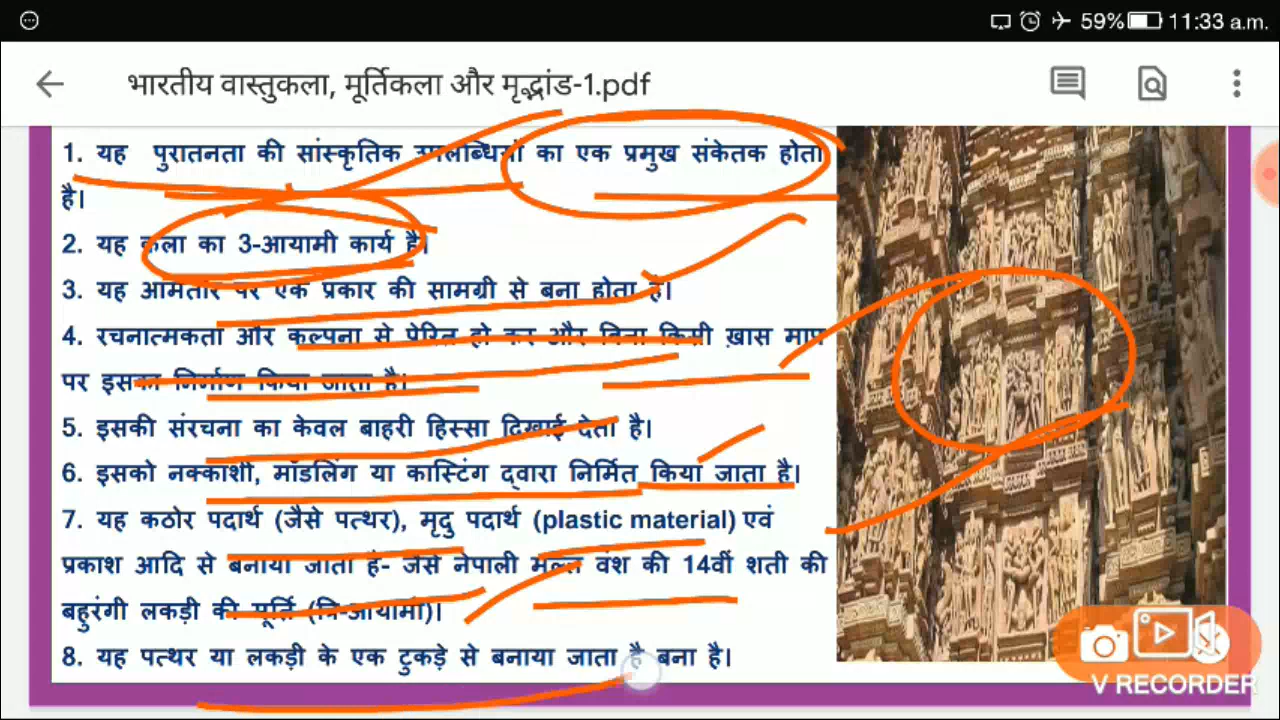 59% 11:33 a.m.
भारतीय वास्तुकला, मूर्तिकला और मृद्भांड-1.pdf
1. यह पुरातनता की सांस्कृतिक उपलब्धियों का एक प्रमुख संकेतक होता
है।
2. यह कला का 3-आयामी कार्य है।
3. यह आमतौर पर एक प्रकार की सामग्री से बना होता है।
4. रचनात्मकता और कल्पना से प्रेरित हो कर और बिना किसी ख़ास माप
पर इसका निर्माण किया जाता है।
5. इसकी संरचना का केवल बाहरी हिस्सा दिखाई देता है।
6. इसको नक्काशी, मॉडलिंग या कास्टिंग द्वारा निर्मित किया जाता है।
7. यह कठोर पदार्थ (जैसे पत्थर), मृदु पदार्थ (plastic material) एवं
प्रकाश आदि से बनाया जाता है- जैसे नेपाली मल्ल वंश की 14वीं शती की
बहुरंगी लकड़ी की मूर्ति (त्रि-आयामी)।
8. यह पत्थर या लकड़ी के एक टुकड़े से बनाया जाता है बना है।
V RECORDER